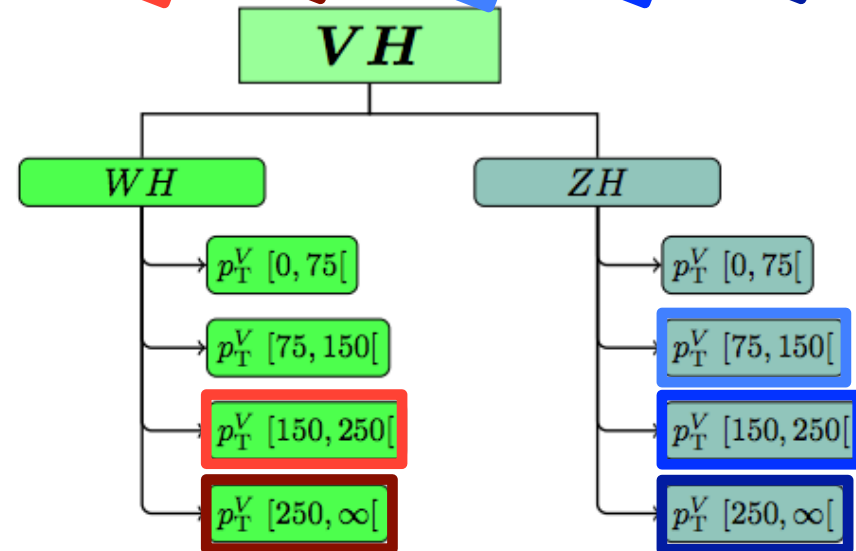 VH
WH
ZH
p_T^V [0, 75[
p_T^V [75, 150[
p_T^V [150, 250[
p_T^V [250, ∞[
p_T^V [0, 75[
p_T^V [75, 150[
p_T^V [150, 250[
p_T^V [250, ∞[